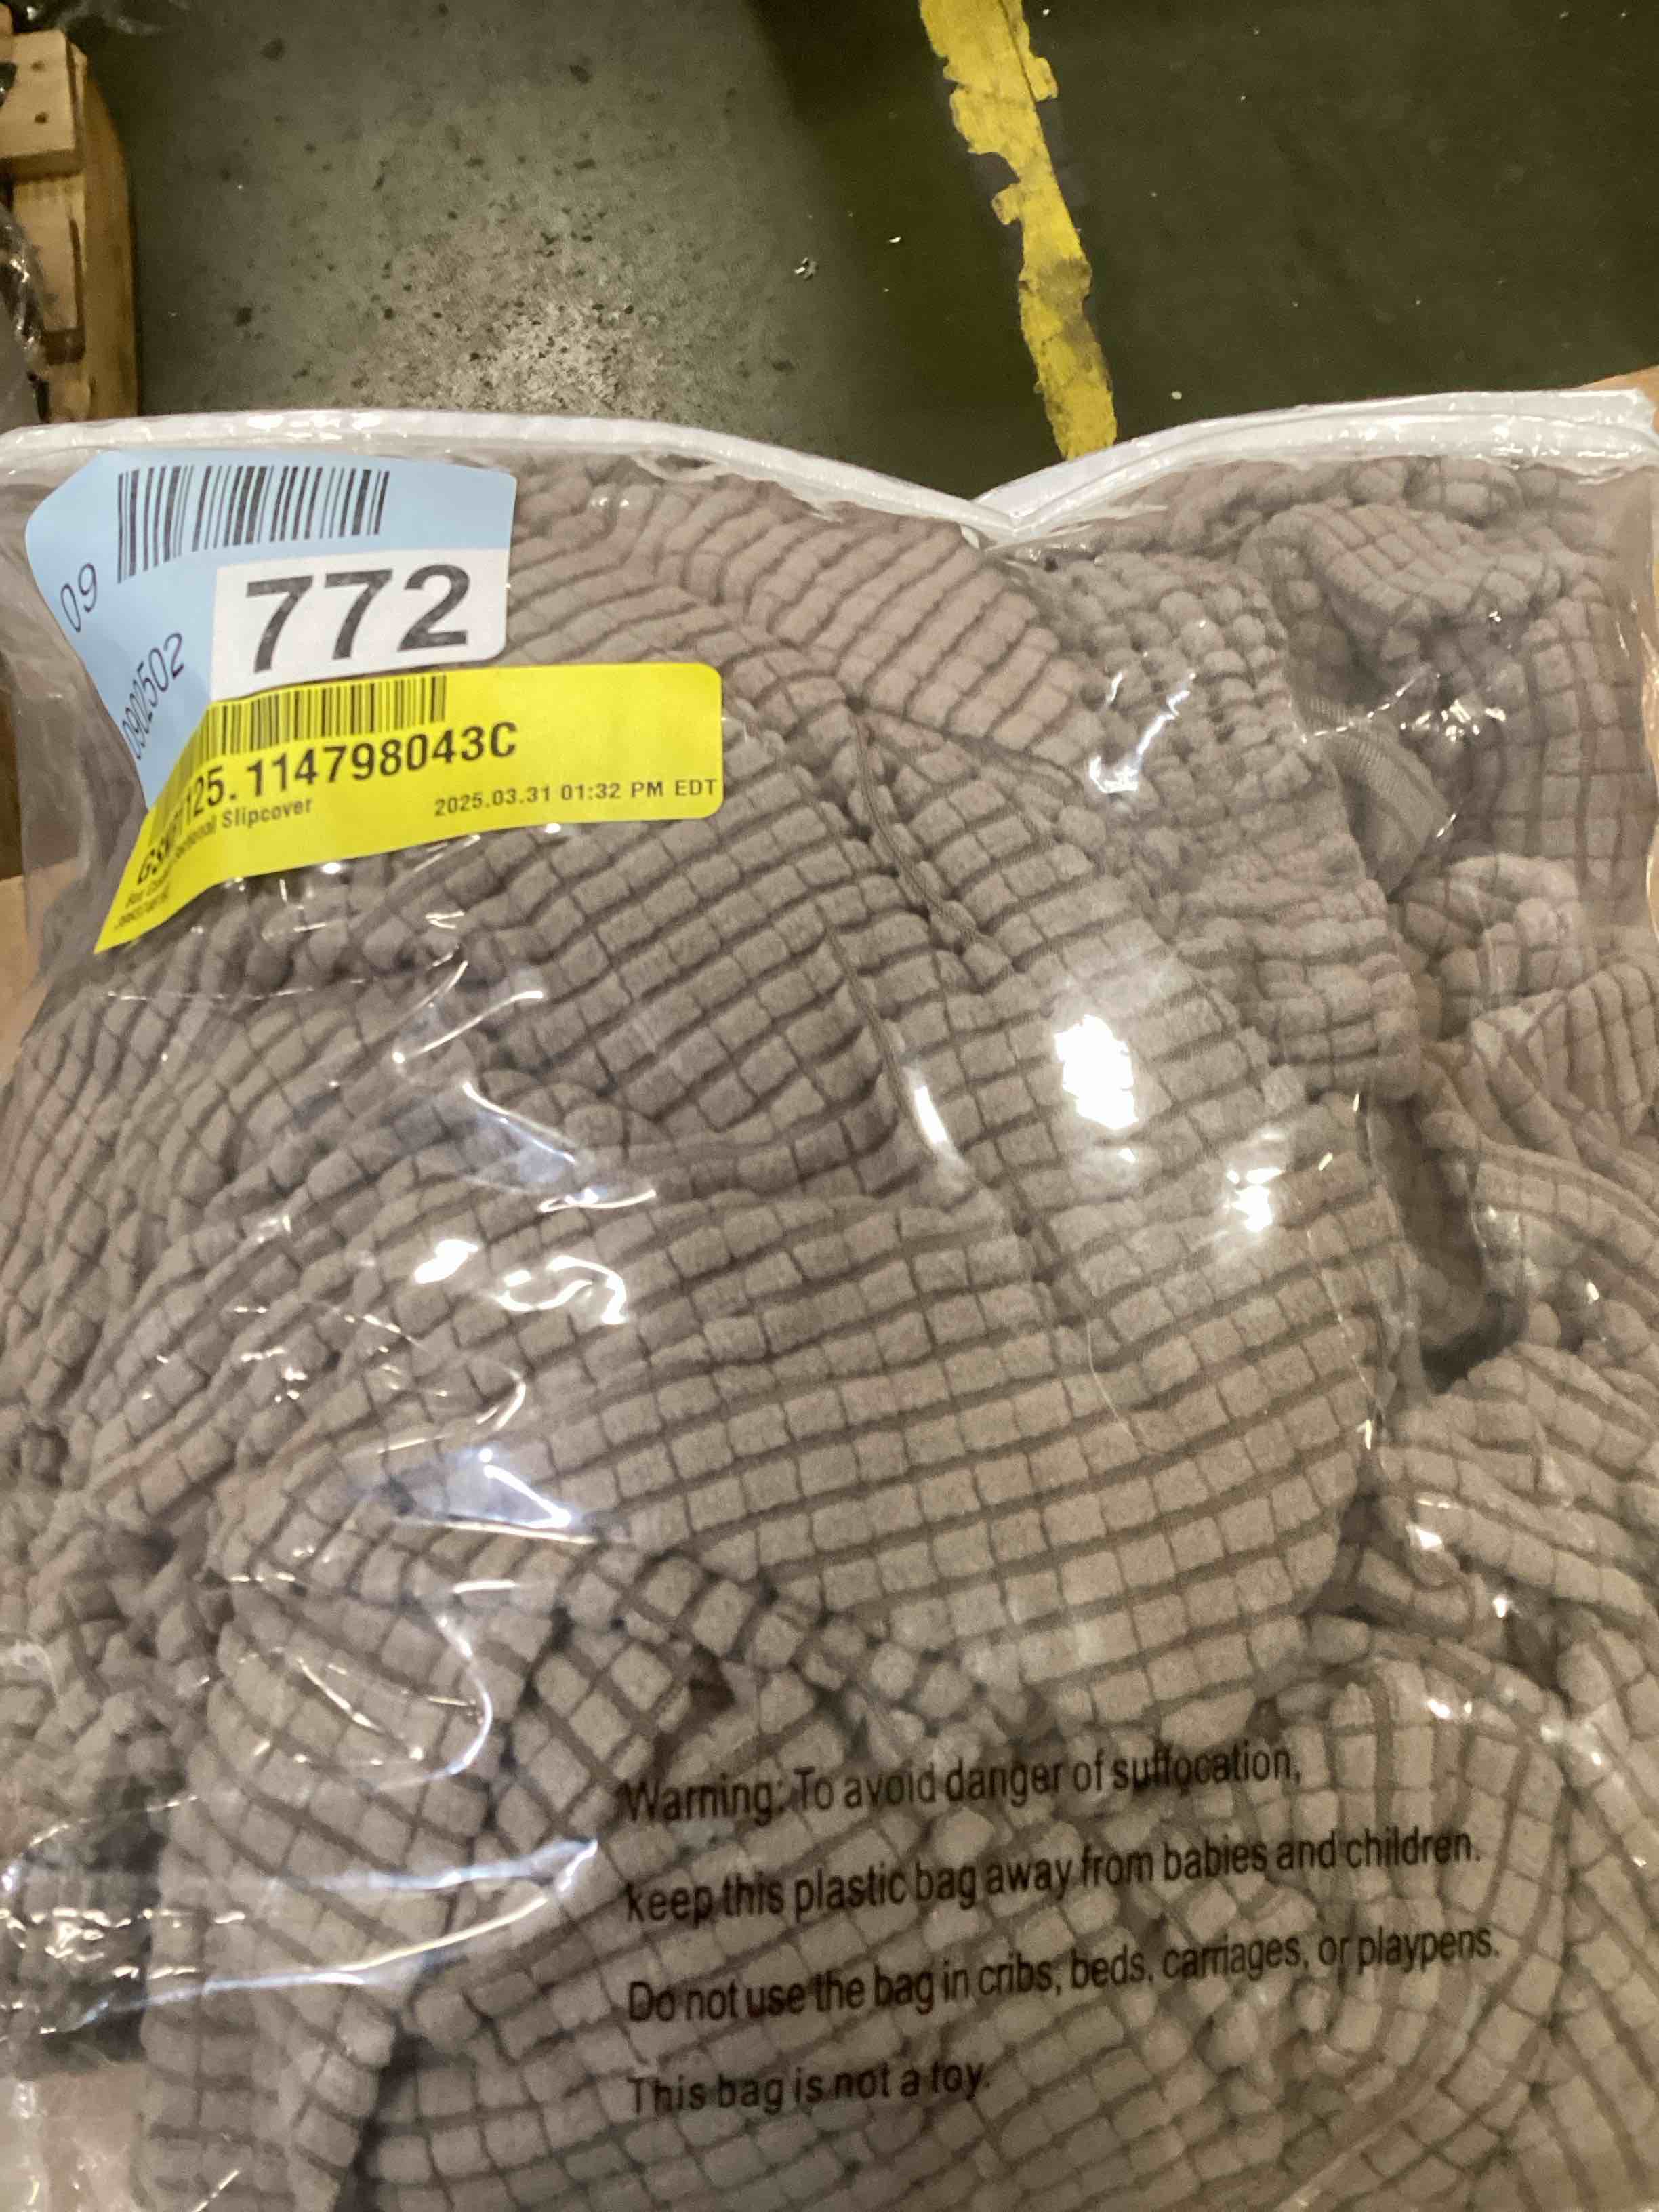 09
772
0902502
125.114798043C
Slipcover
2025.03.31 01:32 PM EDT
Warning: To avoid danger of suffocation,
keep this plastic bag away from babies and children.
Do not use the bag in cribs, beds, carriages, or playpens.
This bag is not a toy.